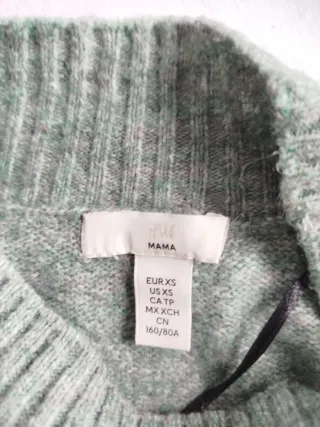 H&M
MAMA
EUR XS
US XS
CA TP
MX XCH
CN
160/80A